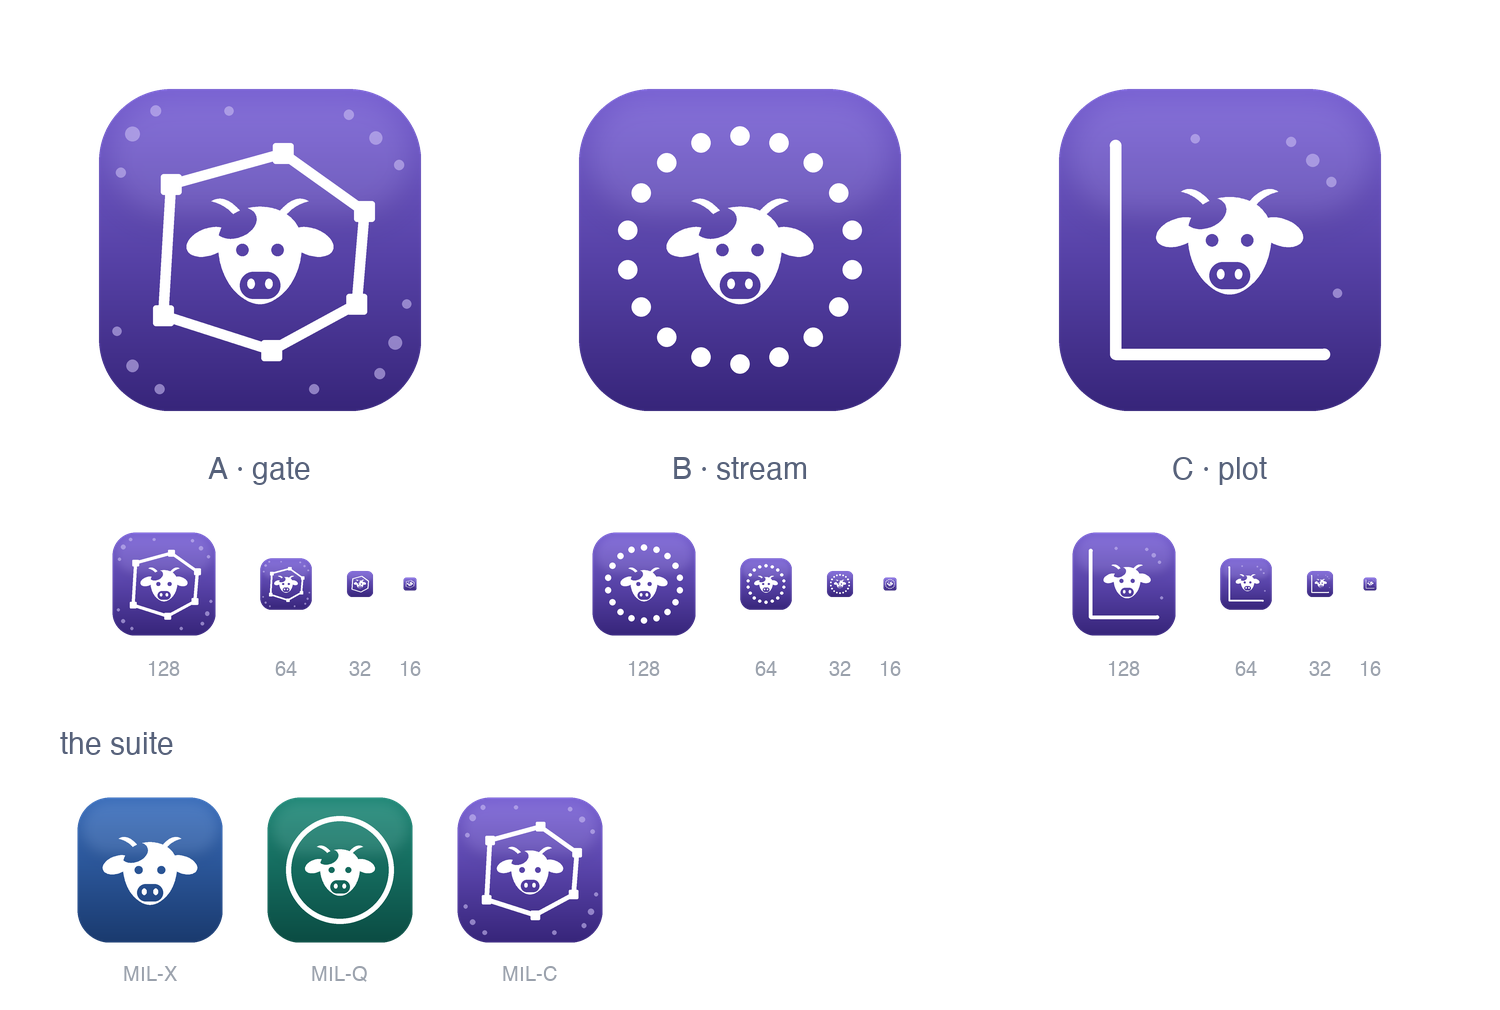 A · gate
B · stream
C · plot
128 64 32 16
128 64 32 16
128 64 32 16
the suite
MIL-X
MIL-Q
MIL-C